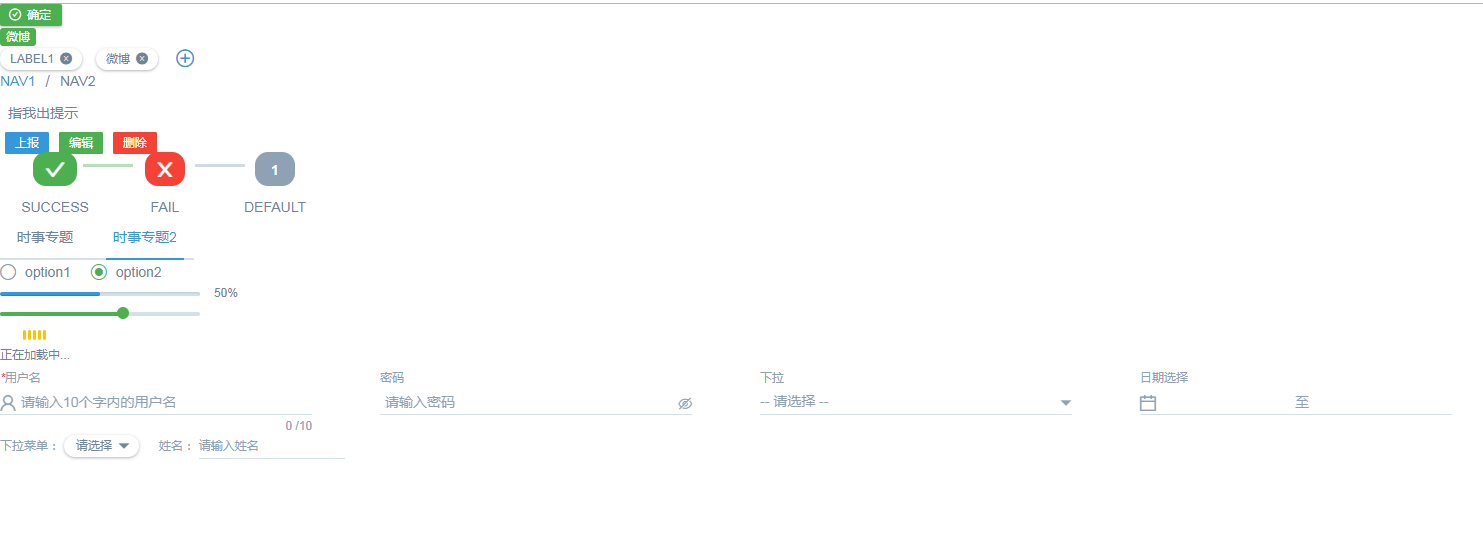 确定
微博
LABEL1 微博
NAV1 / NAV2
指我出提示
上报 编辑 删除
1
SUCCESS FAIL DEFAULT
时事专题 时事专题2
option1 option2
50%
正在加载中...
*用户名 密码 下拉 日期选择
请输入10个字内的用户名 请输入密码 -- 请选择 -- 至
0 /10
下拉菜单： 请选择 姓名： 请输入姓名